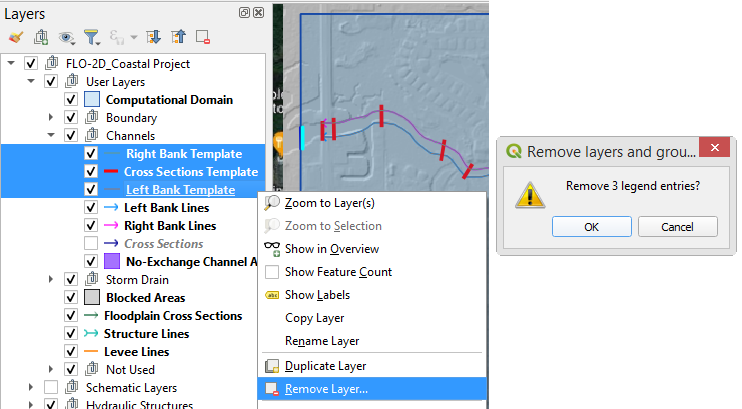 Layers
FLO-2D_Coastal Project
User Layers
Computational Domain
Boundary
Channels
Right Bank Template
Cross Sections Template
Left Bank Template
Left Bank Lines
Right Bank Lines
Cross Sections
No-Exchange Channel A
Storm Drain
Blocked Areas
Floodplain Cross Sections
Structure Lines
Levee Lines
Not Used
Schematic Layers
Hydraulic Structures
Zoom to Layer(s)
Zoom to Selection
Show in Overview
Show Feature Count
abc Show Labels
Copy Layer
Rename Layer
Duplicate Layer
Remove Layer...
Remove layers and grou...
Remove 3 legend entries?
OK
Cancel